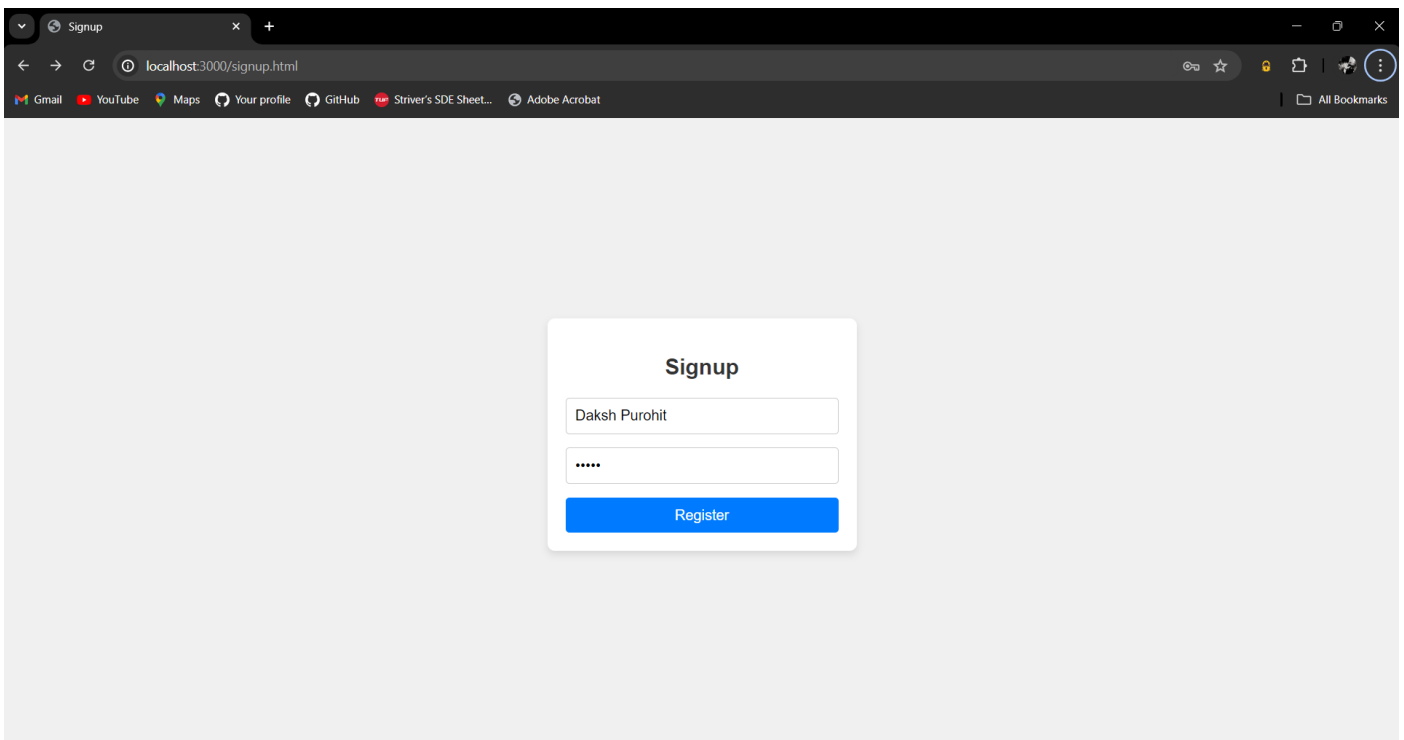 Signup
localhost:3000/signup.html
Gmail YouTube Maps Your profile GitHub Striver's SDE Sheet... Adobe Acrobat All Bookmarks
Signup
Daksh Purohit
•••••
Register